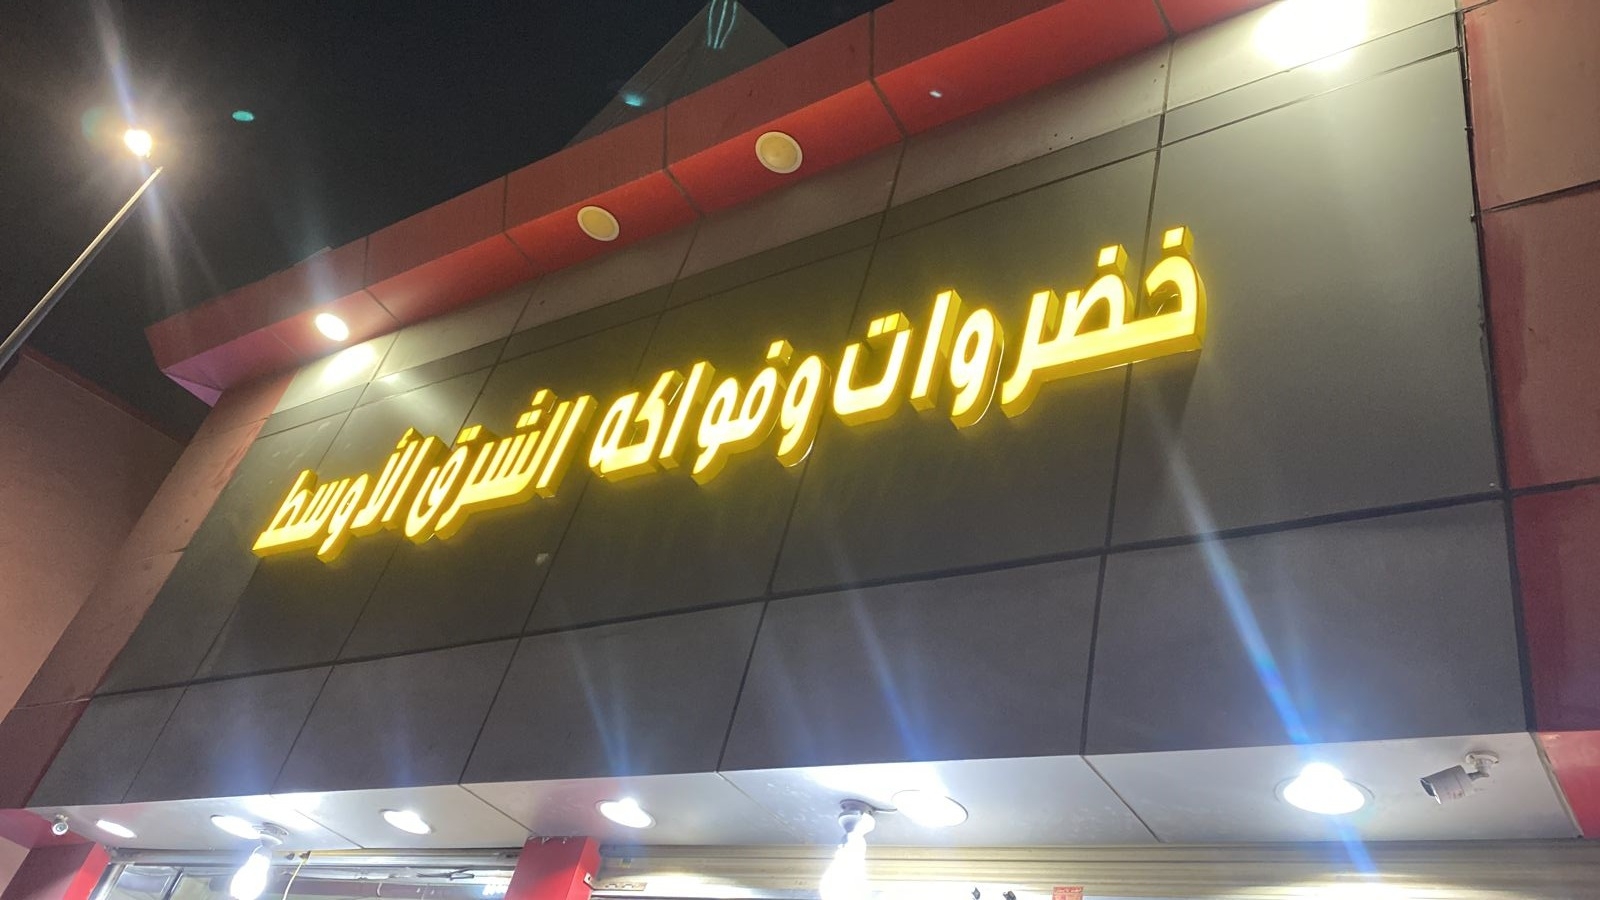 خضروات وفواكه الشرق الأوسط